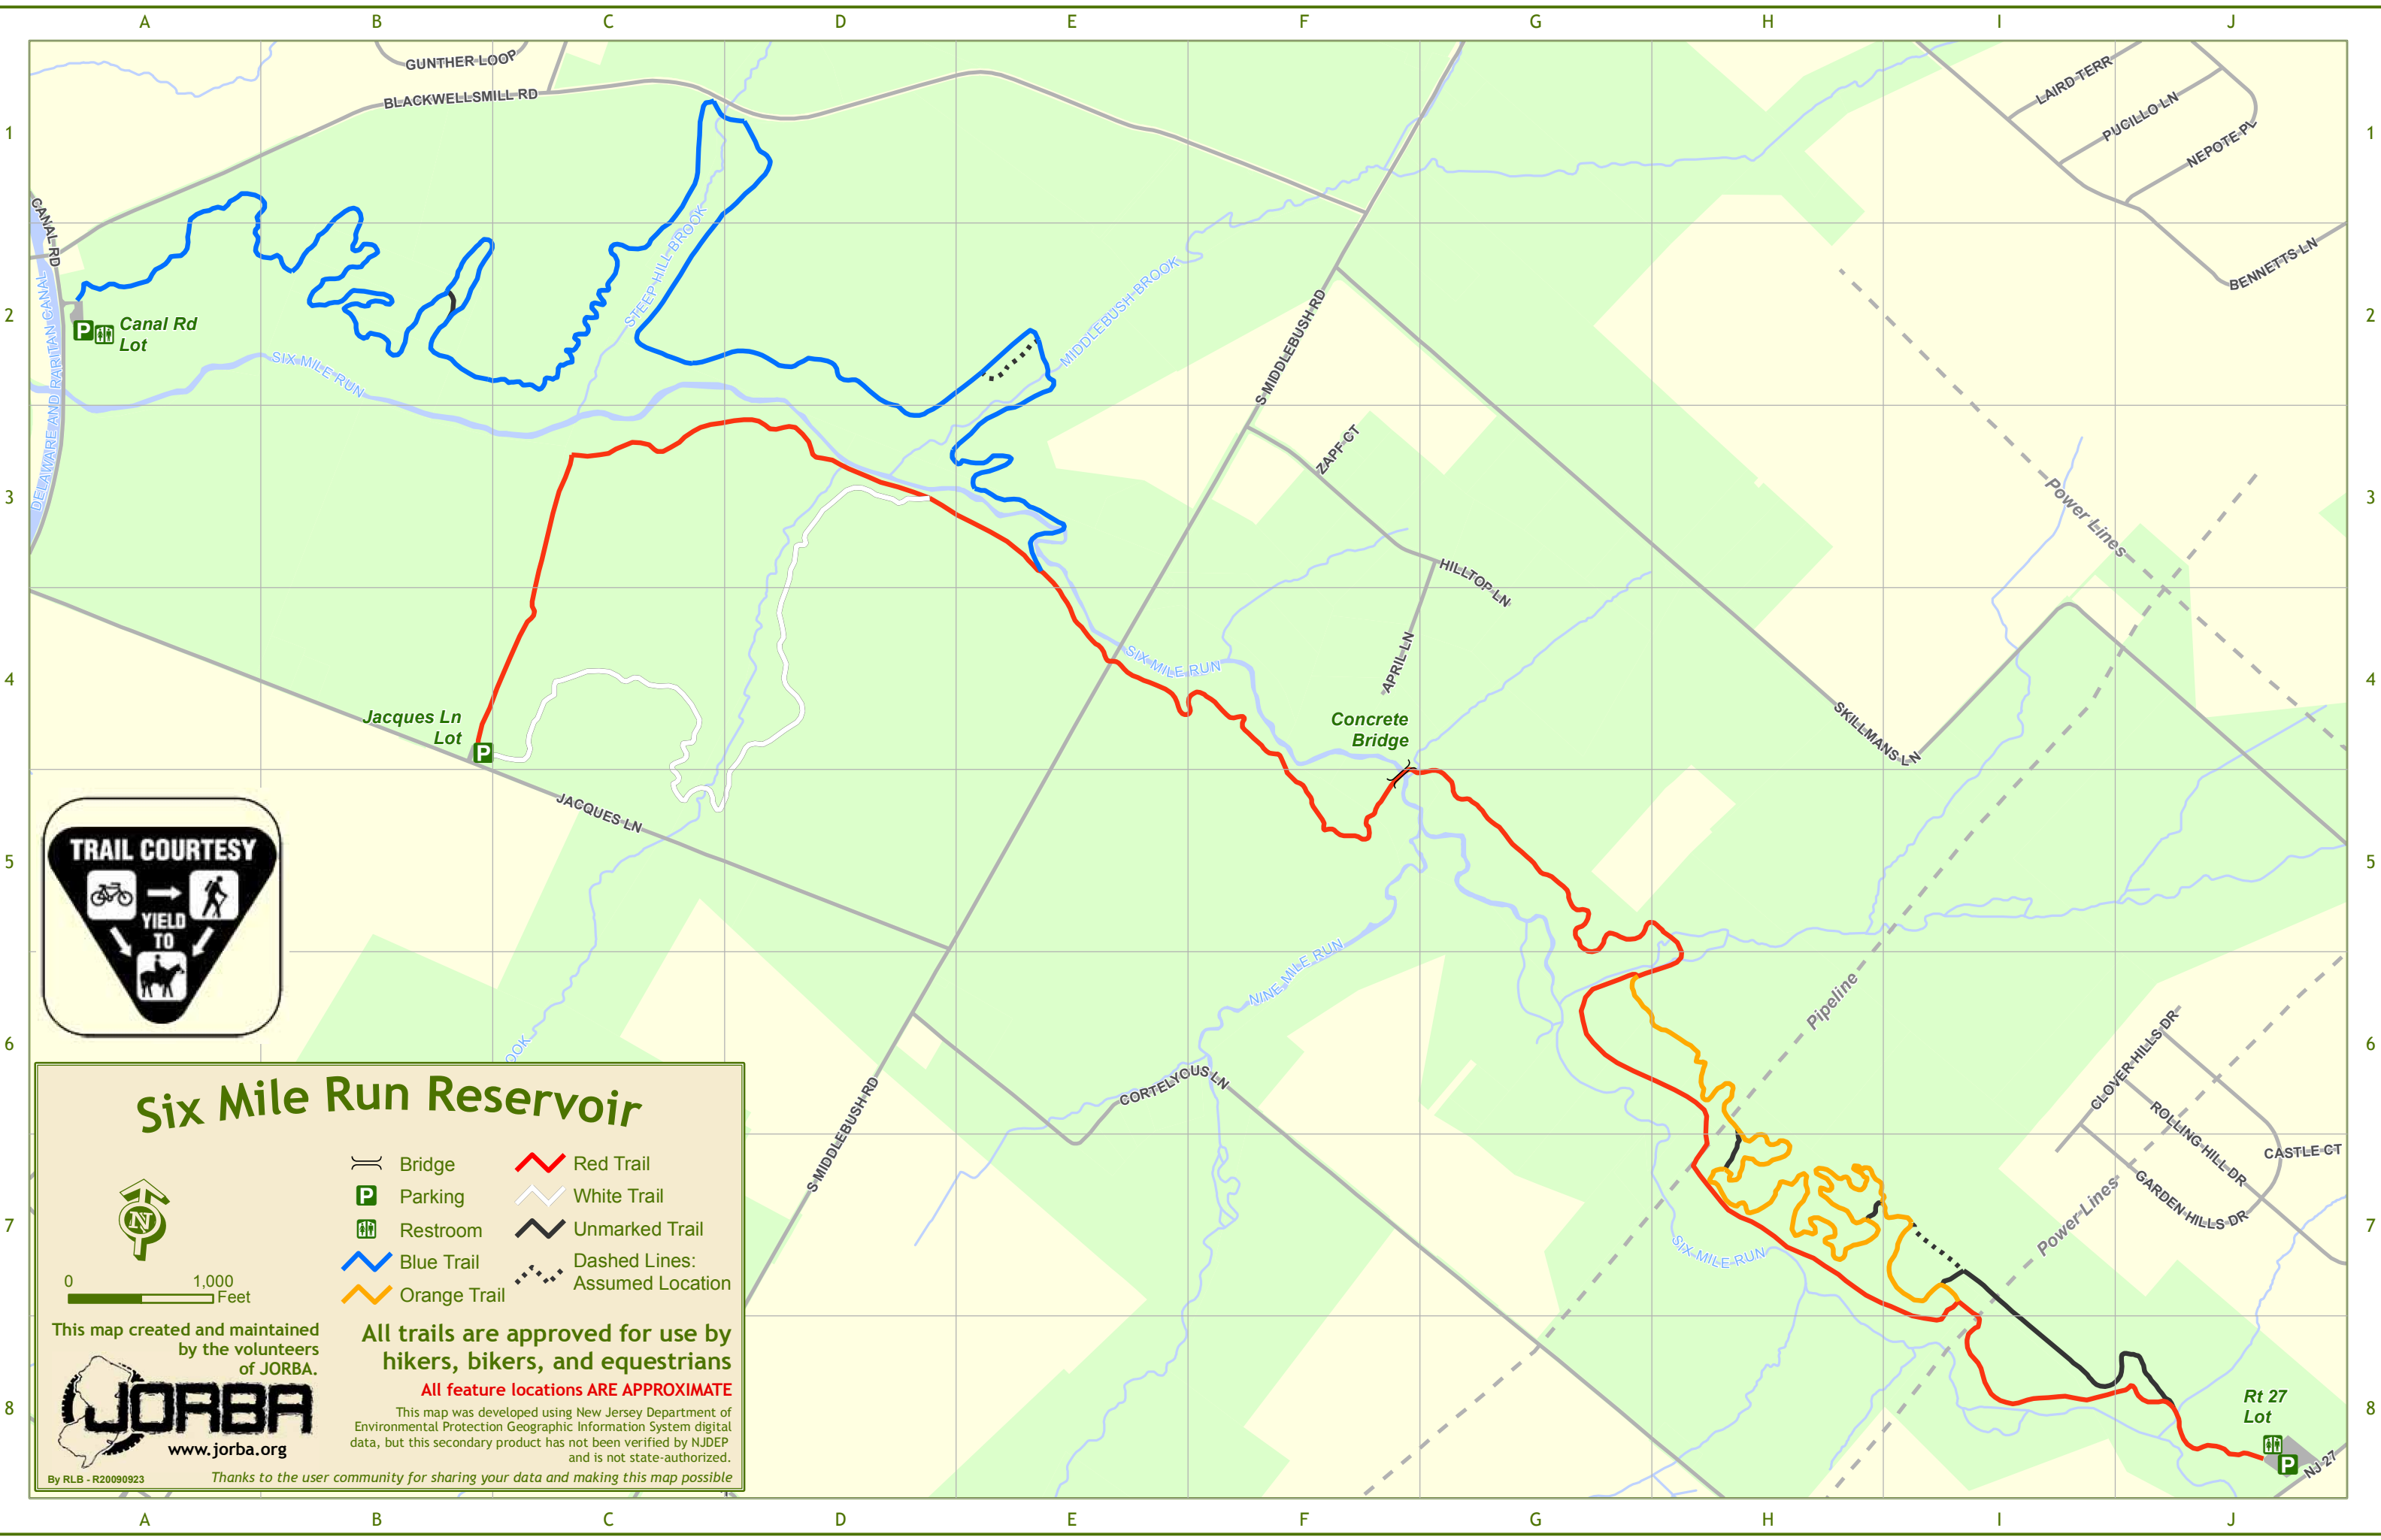 A B C D E F G H I J
GUNTHER LOOP
BLACKWELLSMILL RD
LAIRD TERR
PUCILLO LN
NEPOTE PL
1 1
CANAL RD
STEEP HILL BROOK
MIDDLEBUSH BROOK
BENNETTS LN
2 2
Canal Rd
Lot
P
DELAWARE AND RARITAN CANAL
SIX MILE RUN
S MIDDLEBUSH RD
ZAPF CT
3 3
Power Lines
HILLTOP LN
APRIL LN
SIX MILE RUN
4 4
Jacques Ln
Lot
P
Concrete
Bridge
SKILLMANS LN
JACQUES LN
TRAIL COURTESY
YIELD
TO
5 5
NINE MILE RUN
Pipeline
6 6
OOK
CORTELYOUS LN
S MIDDLEBUSH RD
CLOVER HILLS DR
ROLLING HILL DR
CASTLE CT
GARDEN HILLS DR
Power Lines
7 7
SIX MILE RUN
8 8
Rt 27
Lot
P
NJ 27
Six Mile Run Reservoir
N
0 1,000
Feet
Bridge
P Parking
Restroom
Blue Trail
Orange Trail
Red Trail
White Trail
Unmarked Trail
Dashed Lines:
Assumed Location
This map created and maintained
by the volunteers
of JORBA.
JORBA
www.jorba.org
By RLB - R20090923
All trails are approved for use by
hikers, bikers, and equestrians
All feature locations ARE APPROXIMATE
This map was developed using New Jersey Department of
Environmental Protection Geographic Information System digital
data, but this secondary product has not been verified by NJDEP
and is not state-authorized.
Thanks to the user community for sharing your data and making this map possible
A B C D E F G H I J